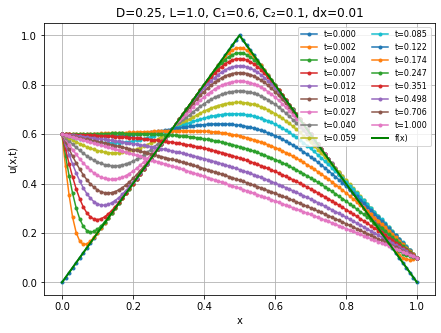 D=0.25, L=1.0, C₁=0.6, C₂=0.1, dx=0.01
1.0
0.8
0.6
0.4
0.2
0.0
u(x,t)
0.0 0.2 0.4 0.6 0.8 1.0
x
t=0.000
t=0.002
t=0.004
t=0.007
t=0.012
t=0.018
t=0.027
t=0.040
t=0.059
t=0.085
t=0.122
t=0.174
t=0.247
t=0.351
t=0.498
t=0.706
t=1.000
f(x)